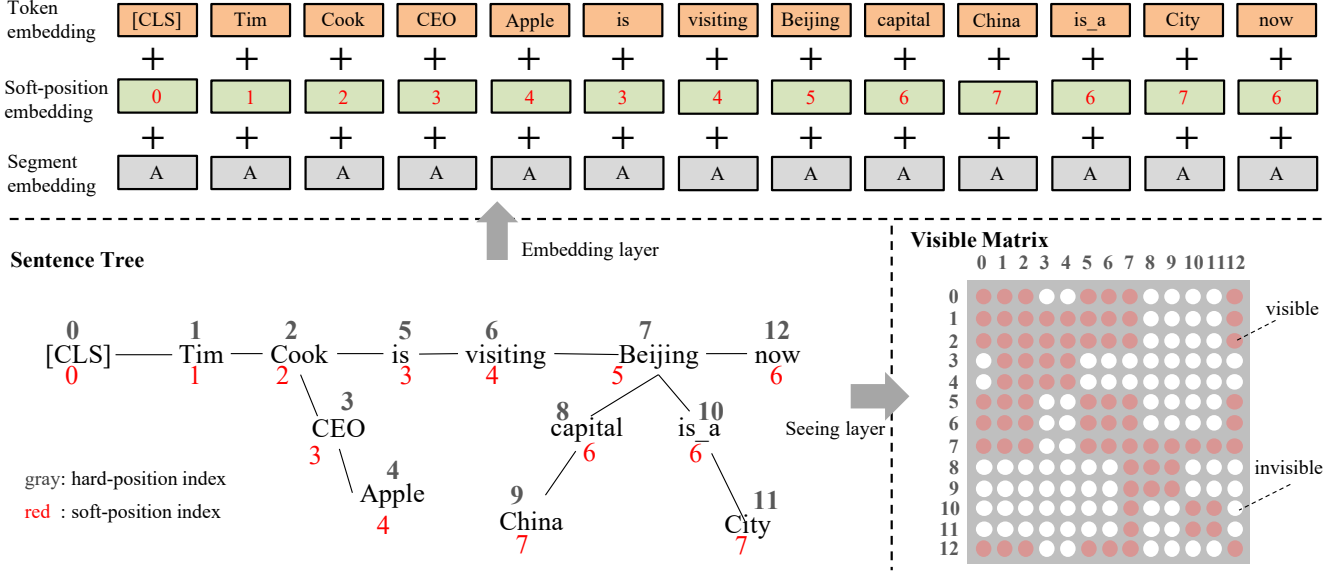 Token embedding [CLS] Tim Cook CEO Apple is visiting Beijing capital China is_a City now
+ + + + + + + + + + + + +
Soft-position embedding 0 1 2 3 4 3 4 5 6 7 6 7 6
+ + + + + + + + + + + + +
Segment embedding A A A A A A A A A A A A A
Embedding layer
Sentence Tree
0 1 2 5 6 7 12
[CLS] Tim Cook is visiting Beijing now
0 1 2 3 4 5 6
3 8 10
CEO capital is_a
3 6 6
4 9 11
Apple China City
4 7 7
gray: hard-position index
red : soft-position index
Seeing layer
Visible Matrix
0 1 2 3 4 5 6 7 8 9 10 11 12
0
1
2
3
4
5
6
7
8
9
10
11
12
visible
invisible